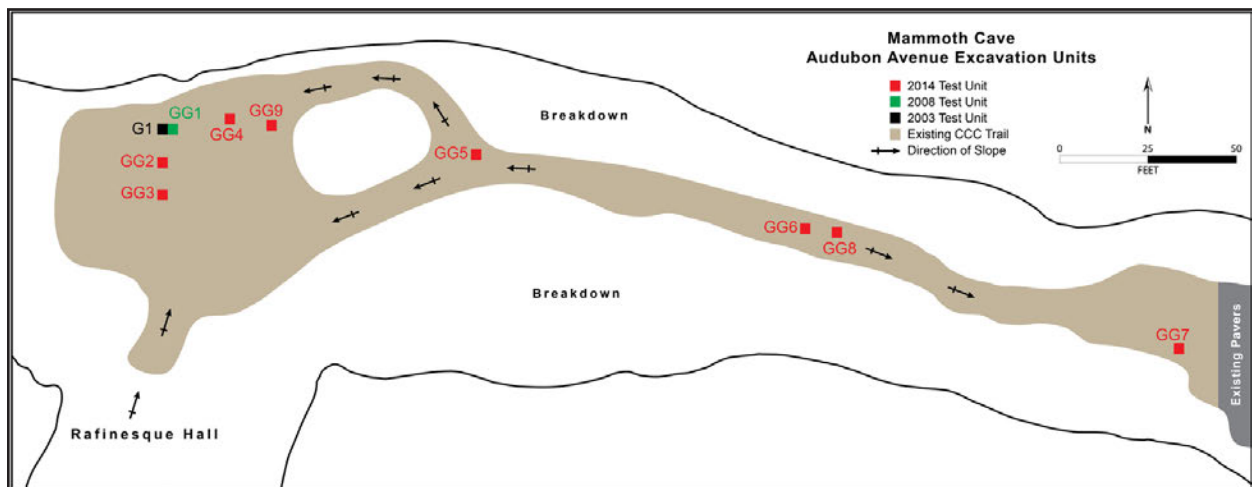 Mammoth Cave
Audubon Avenue Excavation Units
2014 Test Unit
2008 Test Unit
2003 Test Unit
Existing CCC Trail
Direction of Slope
N
0 25 50
FEET
Breakdown
GG1
G1
GG4
GG9
GG2
GG3
GG5
GG6
GG8
Breakdown
GG7
Existing Pavers
Rafinesque Hall